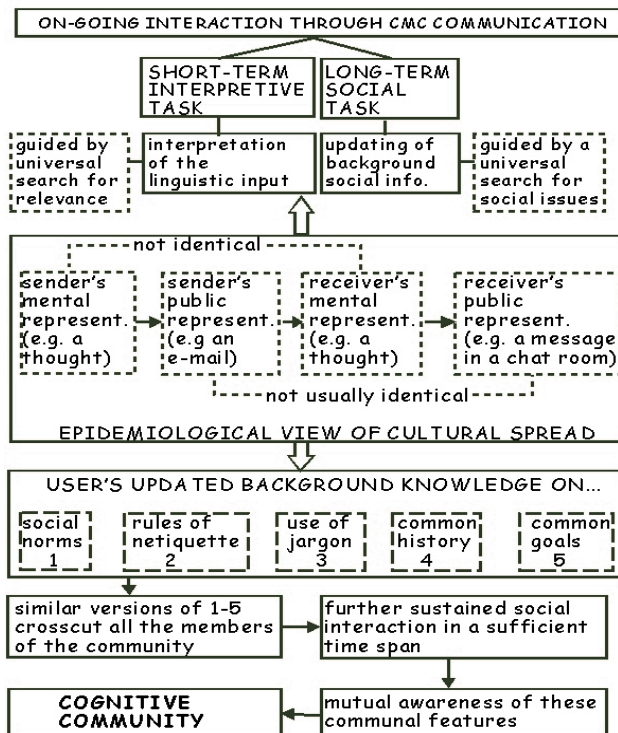 ON-GOING INTERACTION THROUGH CMC COMMUNICATION
SHORT-TERM
INTERPRETIVE
TASK
LONG-TERM
SOCIAL
TASK
guided by
universal
search for
relevance
interpretation
of the
linguistic input
updating of
background
social info.
guided by a
universal
search for
social issues
not identical
sender's
mental
represent.
(e.g. a
thought)
sender's
public
represent.
(e.g an
e-mail)
receiver's
mental
represent.
(e.g. a
thought)
receiver's
public
represent.
(e.g. a message
in a chat room)
not usually identical
EPIDEMIOLOGICAL VIEW OF CULTURAL SPREAD
USER'S UPDATED BACKGROUND KNOWLEDGE ON...
social
norms
1
rules of
netiquette
2
use of
jargon
3
common
history
4
common
goals
5
similar versions of 1-5
crosscut all the members
of the community
further sustained social
interaction in a sufficient
time span
COGNITIVE
COMMUNITY
mutual awareness of these
communal features